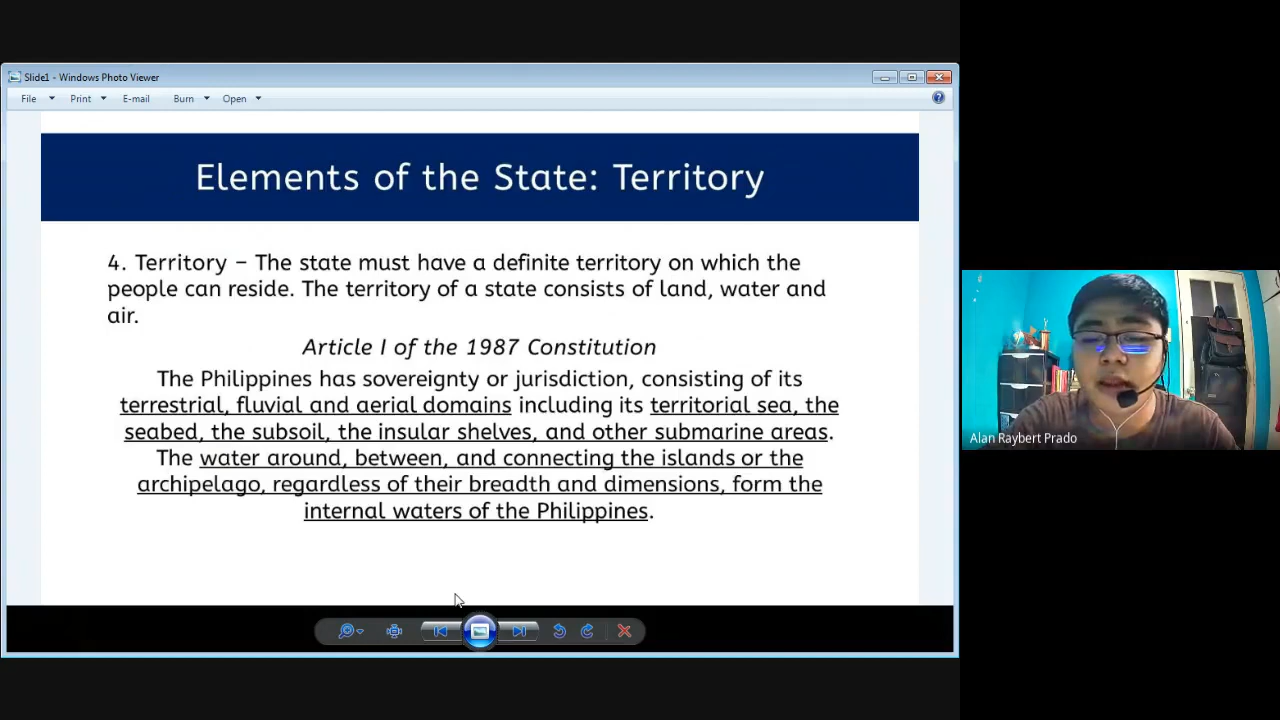 Slide1 - Windows Photo Viewer
File Print E-mail Burn Open
Elements of the State: Territory
4. Territory – The state must have a definite territory on which the
people can reside. The territory of a state consists of land, water and
air.
Article I of the 1987 Constitution
The Philippines has sovereignty or jurisdiction, consisting of its
terrestrial, fluvial and aerial domains including its territorial sea, the
seabed, the subsoil, the insular shelves, and other submarine areas.
The water around, between, and connecting the islands or the
archipelago, regardless of their breadth and dimensions, form the
internal waters of the Philippines.
Alan Raybert Prado